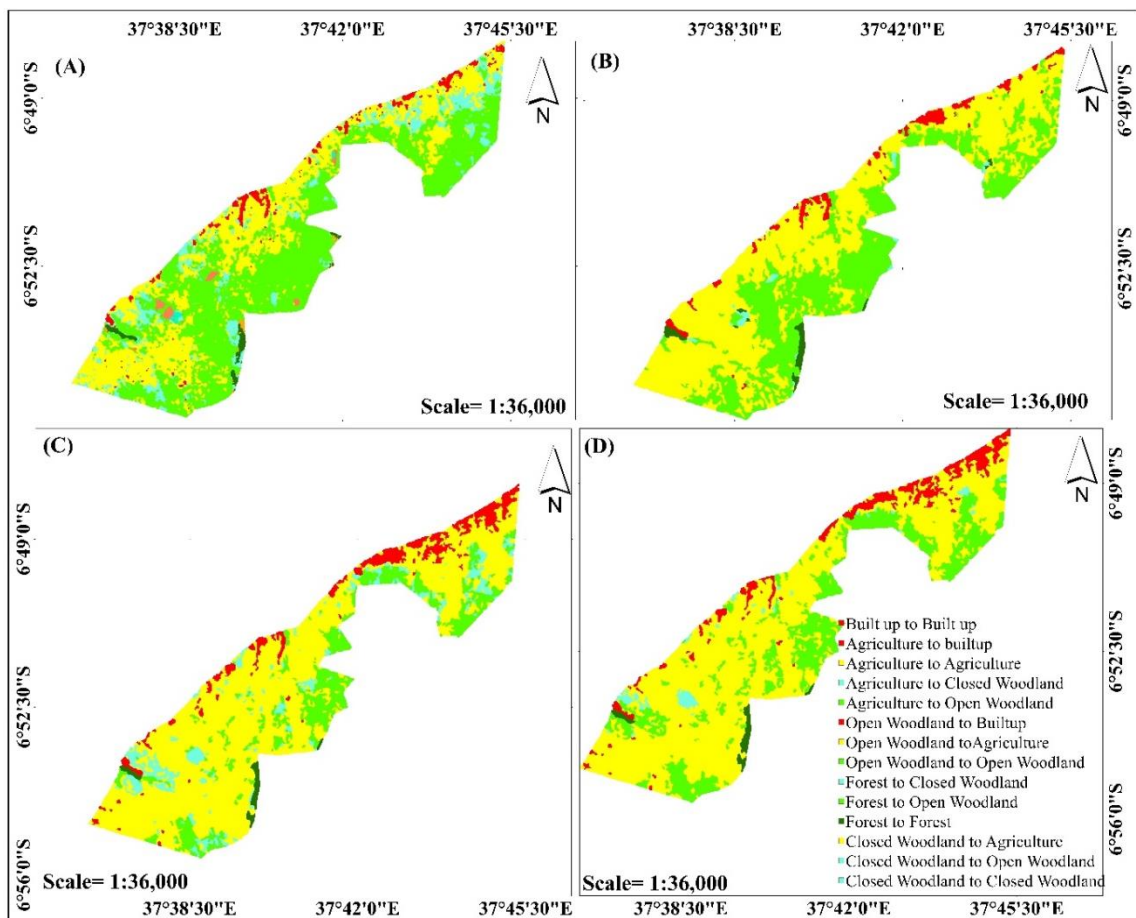 37°38'30"E 37°42'0"E 37°45'30"E 37°38'30"E 37°42'0"E 37°45'30"E
(A)
N
6°49'0"S
6°52'30"S
Scale= 1:36,000
(B)
N
6°49'0"S
6°52'30"S
Scale= 1:36,000
(C)
N
6°49'0"S
6°52'30"S
6°56'0"S
Scale= 1:36,000
(D)
N
6°49'0"S
6°52'30"S
6°56'0"S
Built up to Built up
Agriculture to builtup
Agriculture to Agriculture
Agriculture to Closed Woodland
Agriculture to Open Woodland
Open Woodland to Builtup
Open Woodland toAgriculture
Open Woodland to Open Woodland
Forest to Closed Woodland
Forest to Open Woodland
Forest to Forest
Closed Woodland to Agriculture
Closed Woodland to Open Woodland
Closed Woodland to Closed Woodland
Scale= 1:36,000
37°38'30"E 37°42'0"E 37°45'30"E 37°38'30"E 37°42'0"E 37°45'30"E